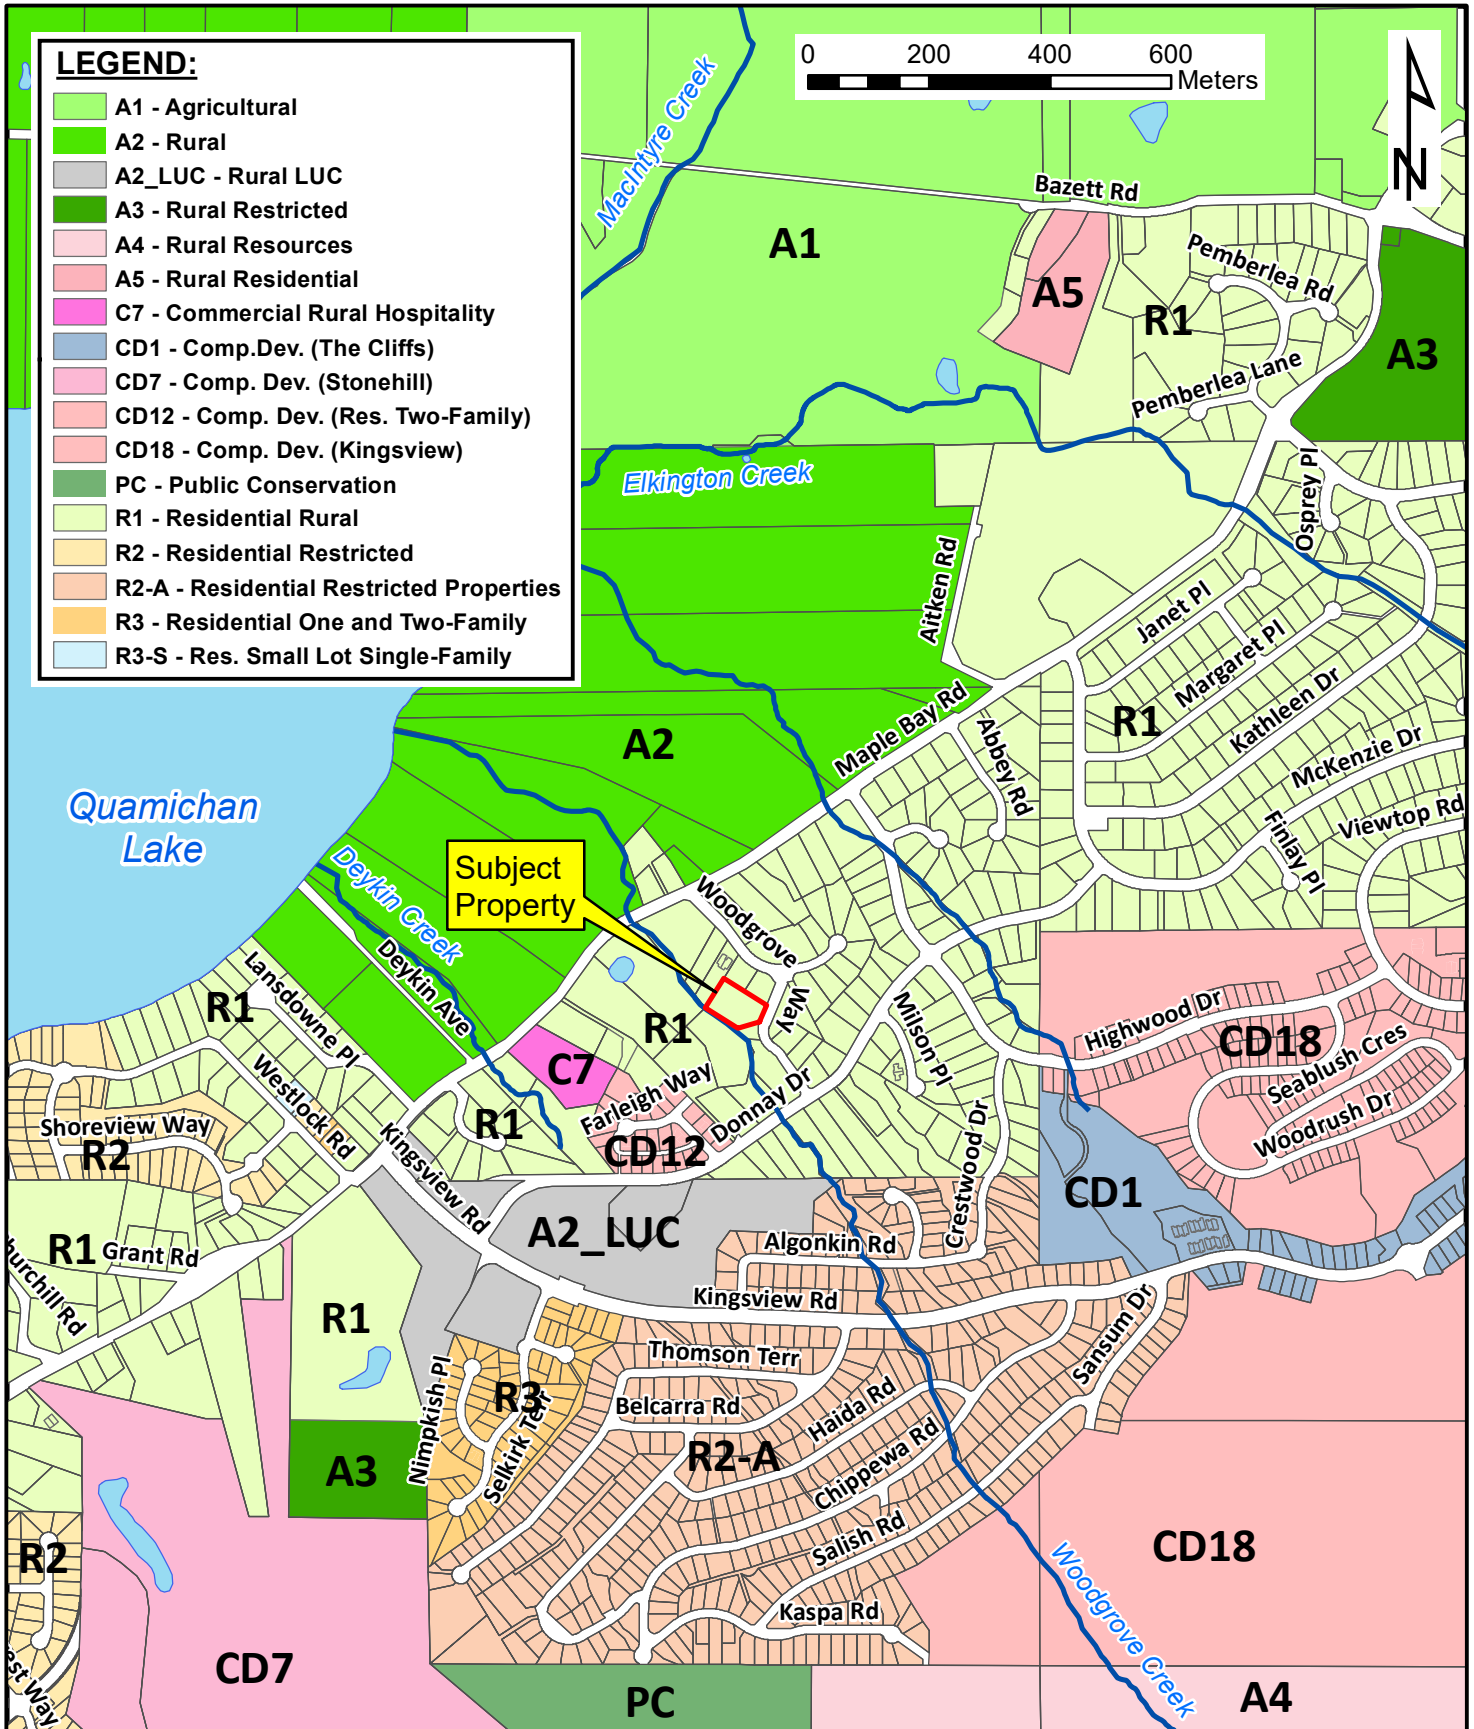 LEGEND:
A1 - Agricultural
A2 - Rural
A2_LUC - Rural LUC
A3 - Rural Restricted
A4 - Rural Resources
A5 - Rural Residential
C7 - Commercial Rural Hospitality
CD1 - Comp.Dev. (The Cliffs)
CD7 - Comp. Dev. (Stonehill)
CD12 - Comp. Dev. (Res. Two-Family)
CD18 - Comp. Dev. (Kingsview)
PC - Public Conservation
R1 - Residential Rural
R2 - Residential Restricted
R2-A - Residential Restricted Properties
R3 - Residential One and Two-Family
R3-S - Res. Small Lot Single-Family
0 200 400 600
Meters
N
MacIntyre Creek
Bazett Rd
A1
A5
Pemberlea Rd
R1
A3
Pemberlea Lane
Elkington Creek
Osprey Pl
Aitken Rd
Janet Pl
Margaret Pl
Kathleen Dr
R1
Maple Bay Rd
Abbey Rd
McKenzie Dr
Viewtop Rd
Finlay Pl
A2
Quamichan
Lake
Subject
Property
Deykin Creek
Woodgrove
Way
Deykin Ave
Lansdowne Pl
R1
R1
Milson Pl
Highwood Dr
CD18
Seablush Cres
Woodrush Dr
C7
Farleigh Way
Donnay Dr
CD12
R1
Westlock Rd
Shoreview Way
R2
Kingsview Rd
Crestwood Dr
CD1
A2_LUC
Algonkin Rd
R1
Grant Rd
urchill Rd
Kingsview Rd
R1
Sansum Dr
Thomson Terr
Nimpkish Pl
R3
Selkirk Terr
Belcarra Rd
Haida Rd
R2-A
Chippewa Rd
A3
Salish Rd
CD18
R2
Woodgrove Creek
Kaspa Rd
CD7
est Way
PC
A4